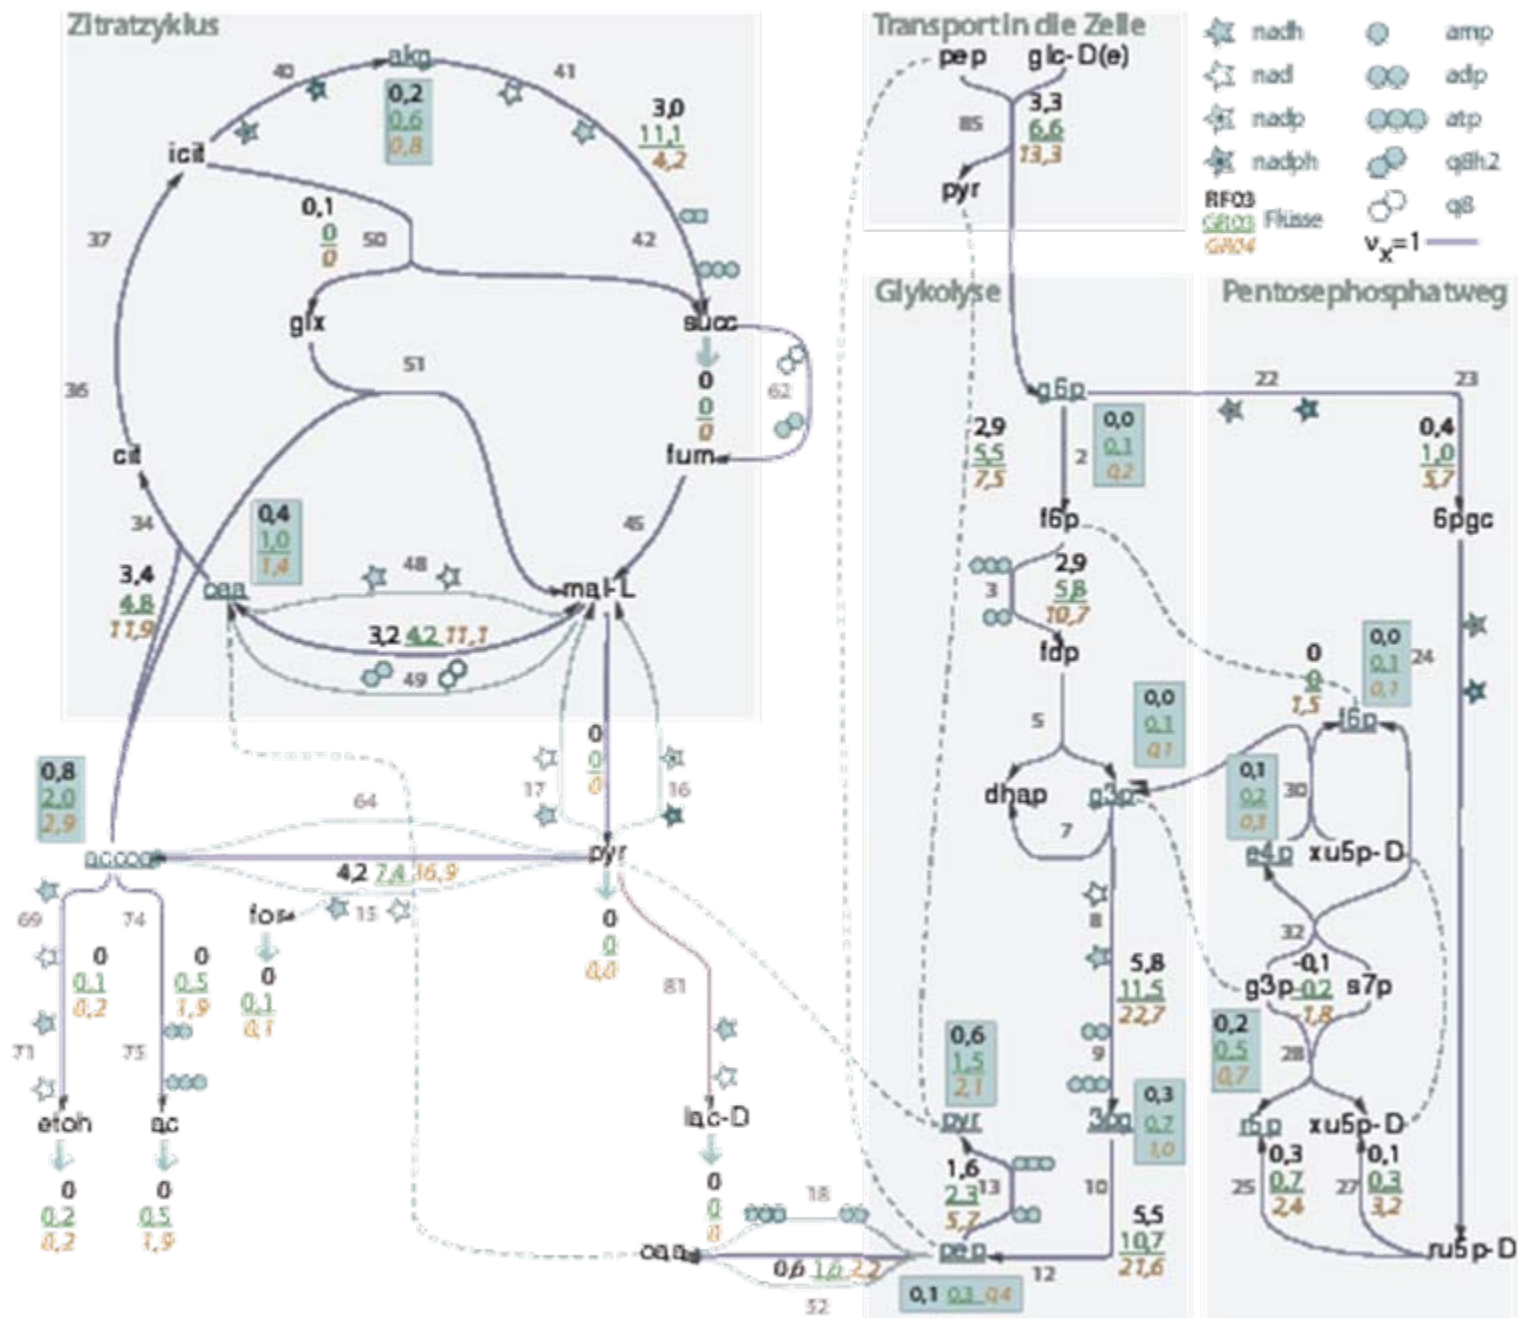 Zitratzyklus
40
akg
41
0,2
0,6
0,8
3,0
11,1
4,2
icit
37
0,1
0
0
50
42
glx
succ
51
36
0
0
0
62
cit
fum
34
0,4
1,0
1,4
45
48
3,4
4,8
11,9
oaa
mal-L
3,2 4,2 11,1
49
0,8
2,0
2,9
64
0
0
0
17
16
accoa
pyr
4,2 7,4 36,9
69
74
for
15
0
0,1
0,2
0
0,5
1,9
0
0,1
0,1
0
0
0,0
81
71
75
etoh
ac
lac-D
0
0,2
0,2
0
0,5
1,9
0
0
0
18
oaa
0,6 1,6 2,2
52
Transport in die Zelle
pep
glc-D(e)
85
3,3
6,6
13,3
pyr
nadh
amp
nad
adp
nadp
atp
nadph
q8h2
RF03
GR03 Flüsse
GR04
q8
vx=1
Glykolyse
g6p
2,9
5,5
7,5
2
0,0
0,1
0,2
f6p
3
2,9
5,8
10,7
fdp
5
0,0
0,1
0,1
dhap
g3p
7
8
5,8
11,5
22,7
0,6
1,5
2,1
9
pyr
3pg
0,3
0,7
1,0
1,6
2,3
5,7
13
10
5,5
10,7
21,6
pep
12
0,1 0,3 0,4
Pentosephosphatweg
22
23
0,4
1,0
5,7
6pgc
0
0
1,5
0,0
0,1
0,1
24
f6p
0,1
0,2
0,3
30
e4p
xu5p-D
32
g3p
-0,1
-0,2
-1,8
s7p
0,2
0,5
0,7
28
r5p
xu5p-D
25
0,3
0,7
2,4
27
0,1
0,3
3,2
ru5p-D